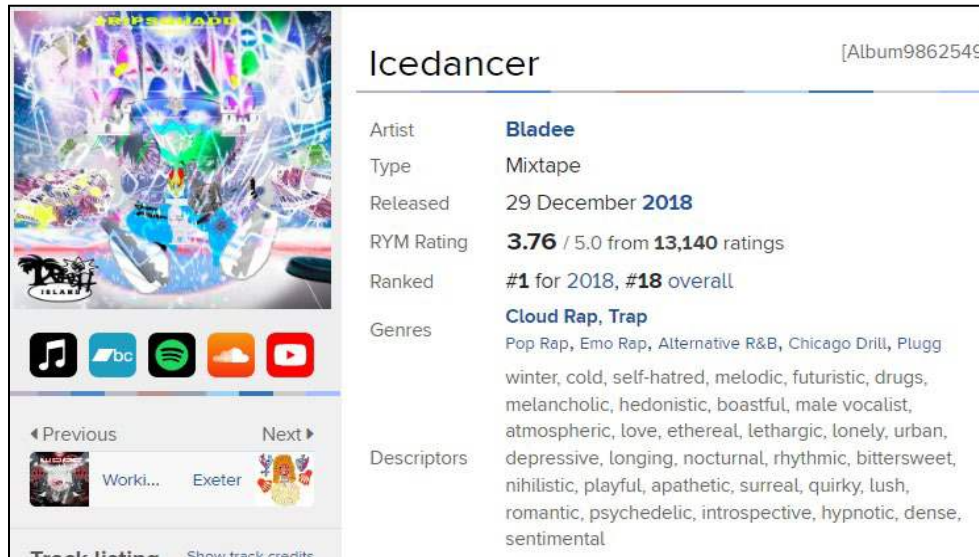 TRIPSQUADD
TRASH
ISLAND
bc
Previous
Next
Worki...
Exeter
Track listing
Show track credits
Icedancer
[Album9862549
Artist
Bladee
Type
Mixtape
Released
29 December 2018
RYM Rating
3.76 / 5.0 from 13,140 ratings
Ranked
#1 for 2018, #18 overall
Genres
Cloud Rap, Trap
Pop Rap, Emo Rap, Alternative R&B, Chicago Drill, Plugg
Descriptors
winter, cold, self-hatred, melodic, futuristic, drugs,
melancholic, hedonistic, boastful, male vocalist,
atmospheric, love, ethereal, lethargic, lonely, urban,
depressive, longing, nocturnal, rhythmic, bittersweet,
nihilistic, playful, apathetic, surreal, quirky, lush,
romantic, psychedelic, introspective, hypnotic, dense,
sentimental